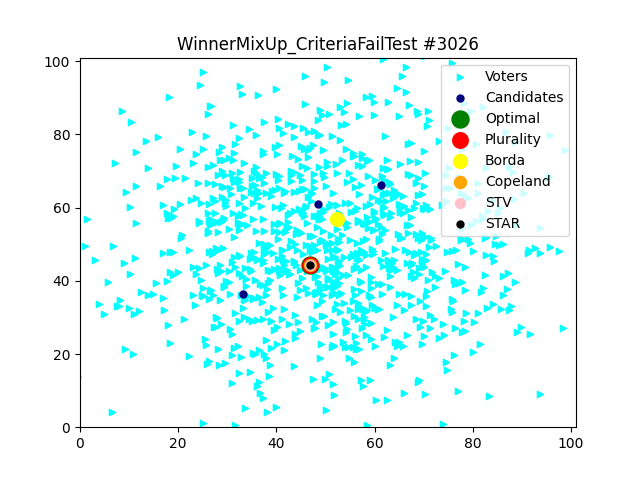 WinnerMixUp_CriteriaFailTest #3026
100
80
60
40
20
0
0 20 40 60 80 100
Voters
Candidates
Optimal
Plurality
Borda
Copeland
STV
STAR